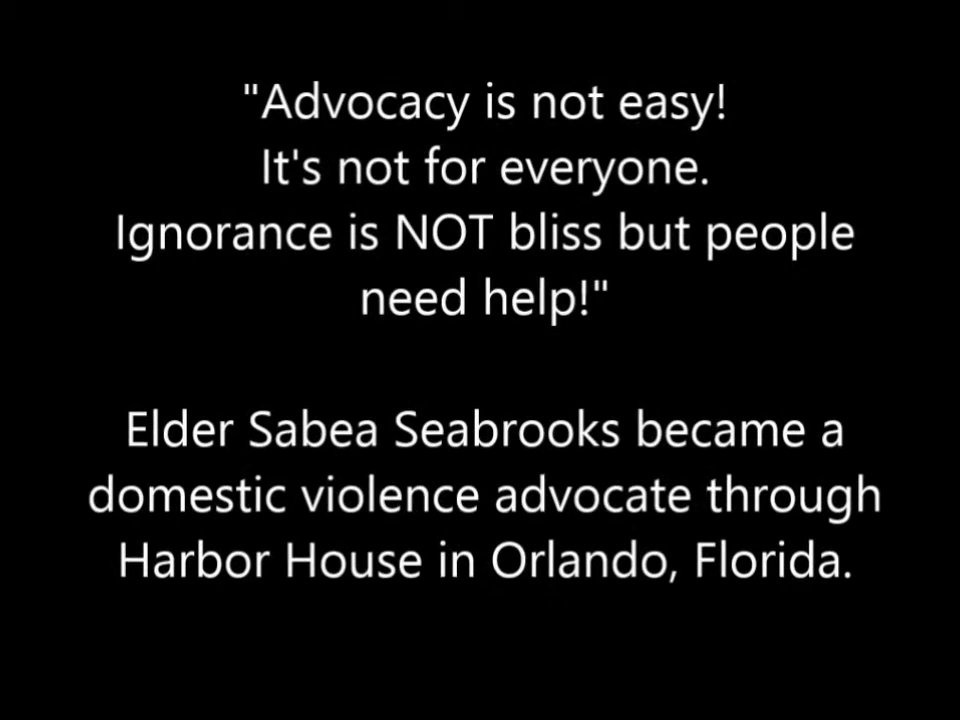 "Advocacy is not easy!
It's not for everyone.
Ignorance is NOT bliss but people
need help!"
Elder Sabea Seabrooks became a
domestic violence advocate through
Harbor House in Orlando, Florida.